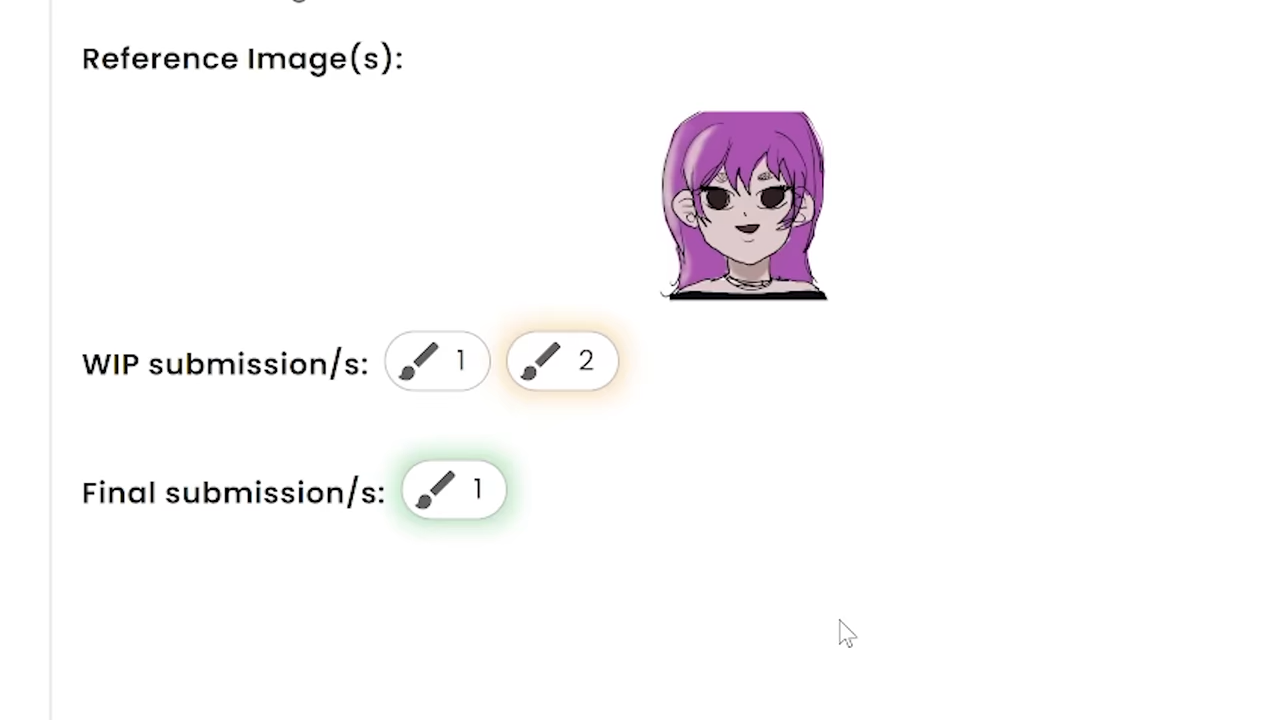 Reference Image(s):
WIP submission/s: 1 2
Final submission/s: 1